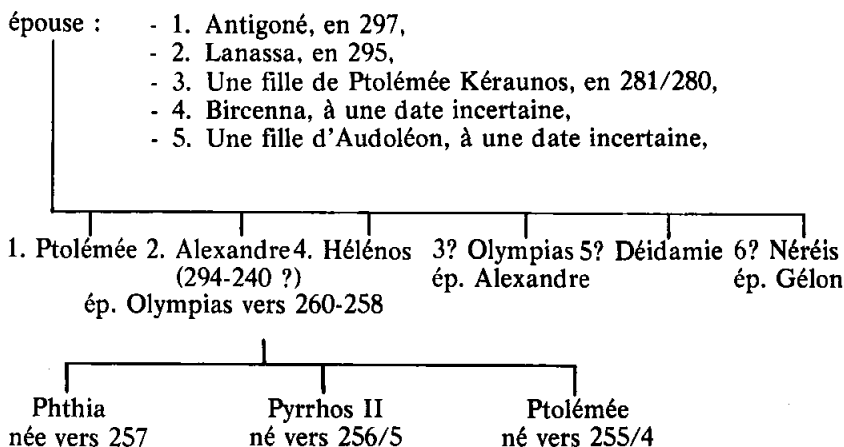 épouse : - 1. Antigoné, en 297,
- 2. Lanassa, en 295,
- 3. Une fille de Ptolémée Kéraunos, en 281/280,
- 4. Bircenna, à une date incertaine,
- 5. Une fille d'Audoléon, à une date incertaine,
1. Ptolémée 2. Alexandre 4. Hélénos 3? Olympias 5? Déidamie 6? Néréis
(294-240 ?) ép. Alexandre ép. Gélon
ép. Olympias vers 260-258
Phthia Pyrrhos II Ptolémée
née vers 257 né vers 256/5 né vers 255/4